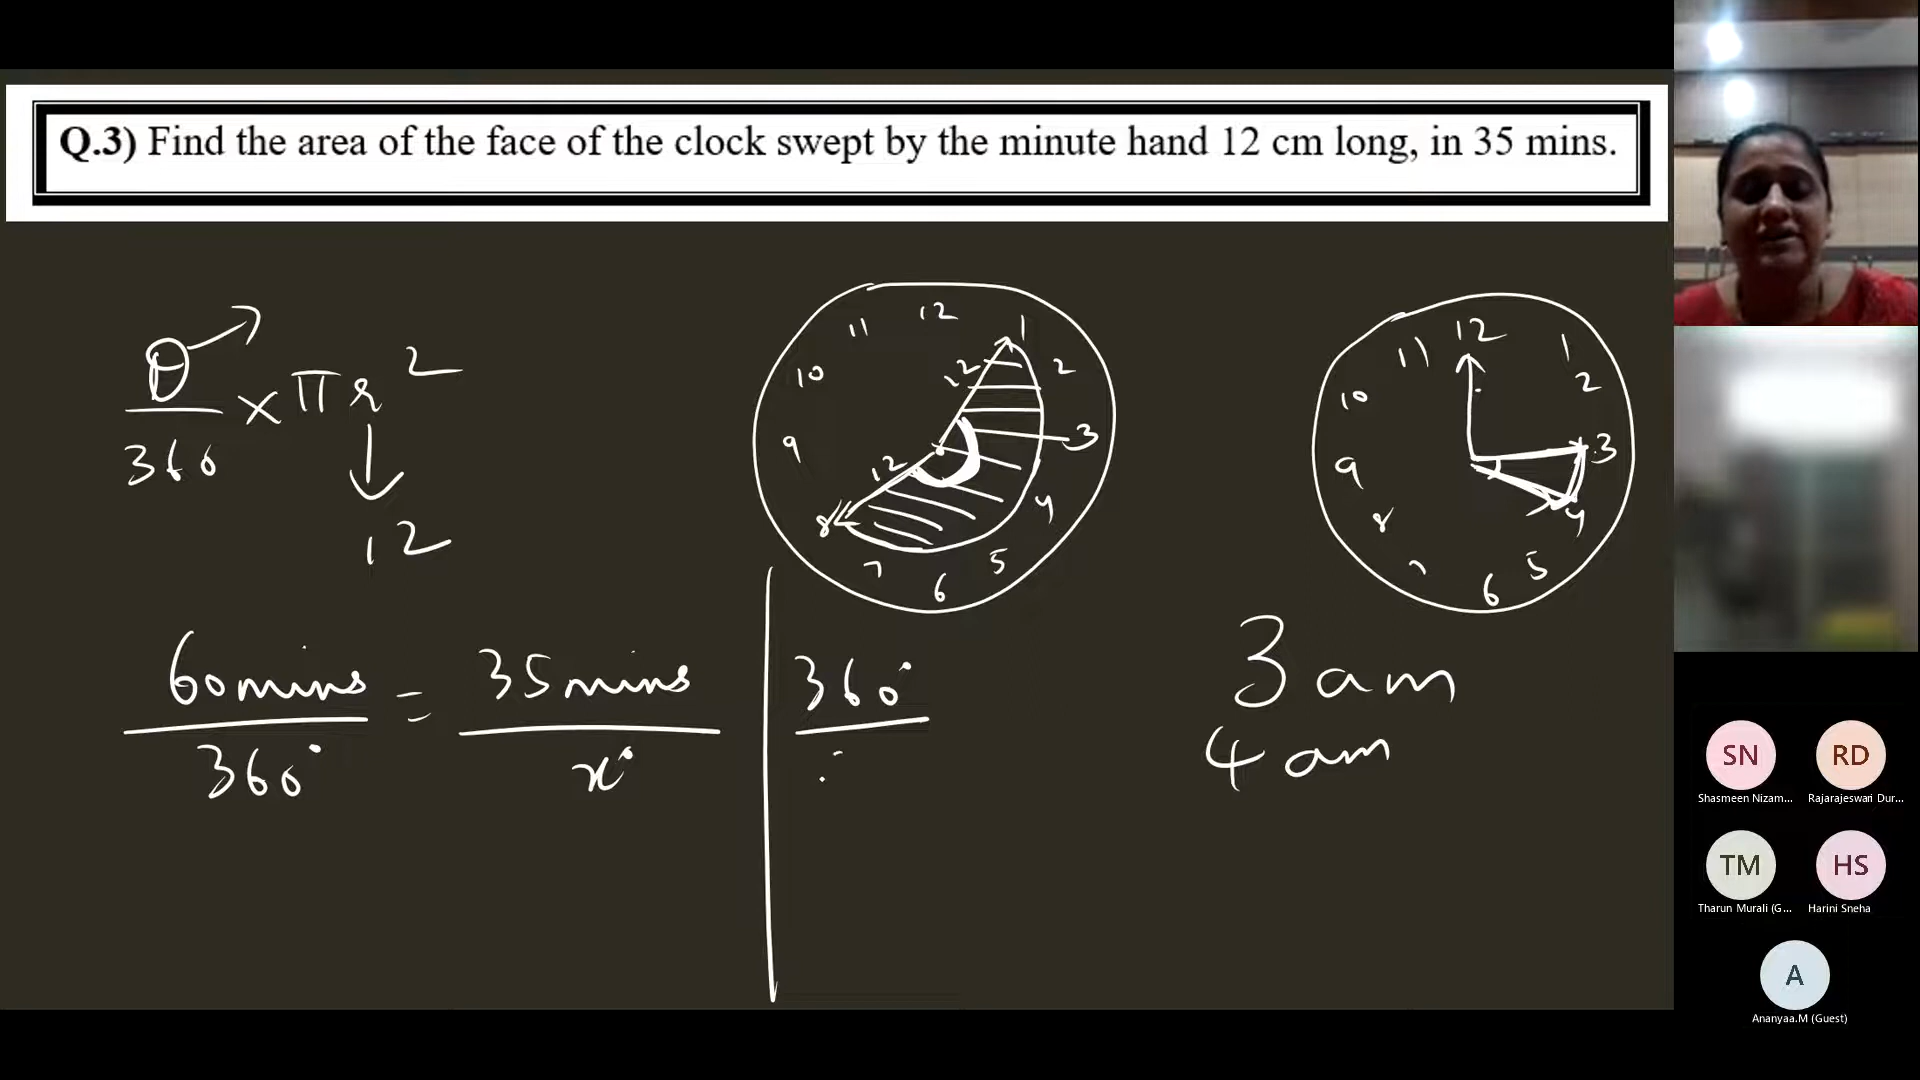 Q.3) Find the area of the face of the clock swept by the minute hand 12 cm long, in 35 mins.
θ
360
× π r 2
12
12
1
2
3
4
5
6
7
8
9
10
11
12
12
12
1
2
3
4
5
6
7
8
9
10
11
60 mins
360°
=
35 mins
x°
360°
3 am
4 am
SN
Shasmeen Nizam...
RD
Rajarajeswari Dur...
TM
Tharun Murali (G...
HS
Harini Sneha
A
Ananyaa.M (Guest)